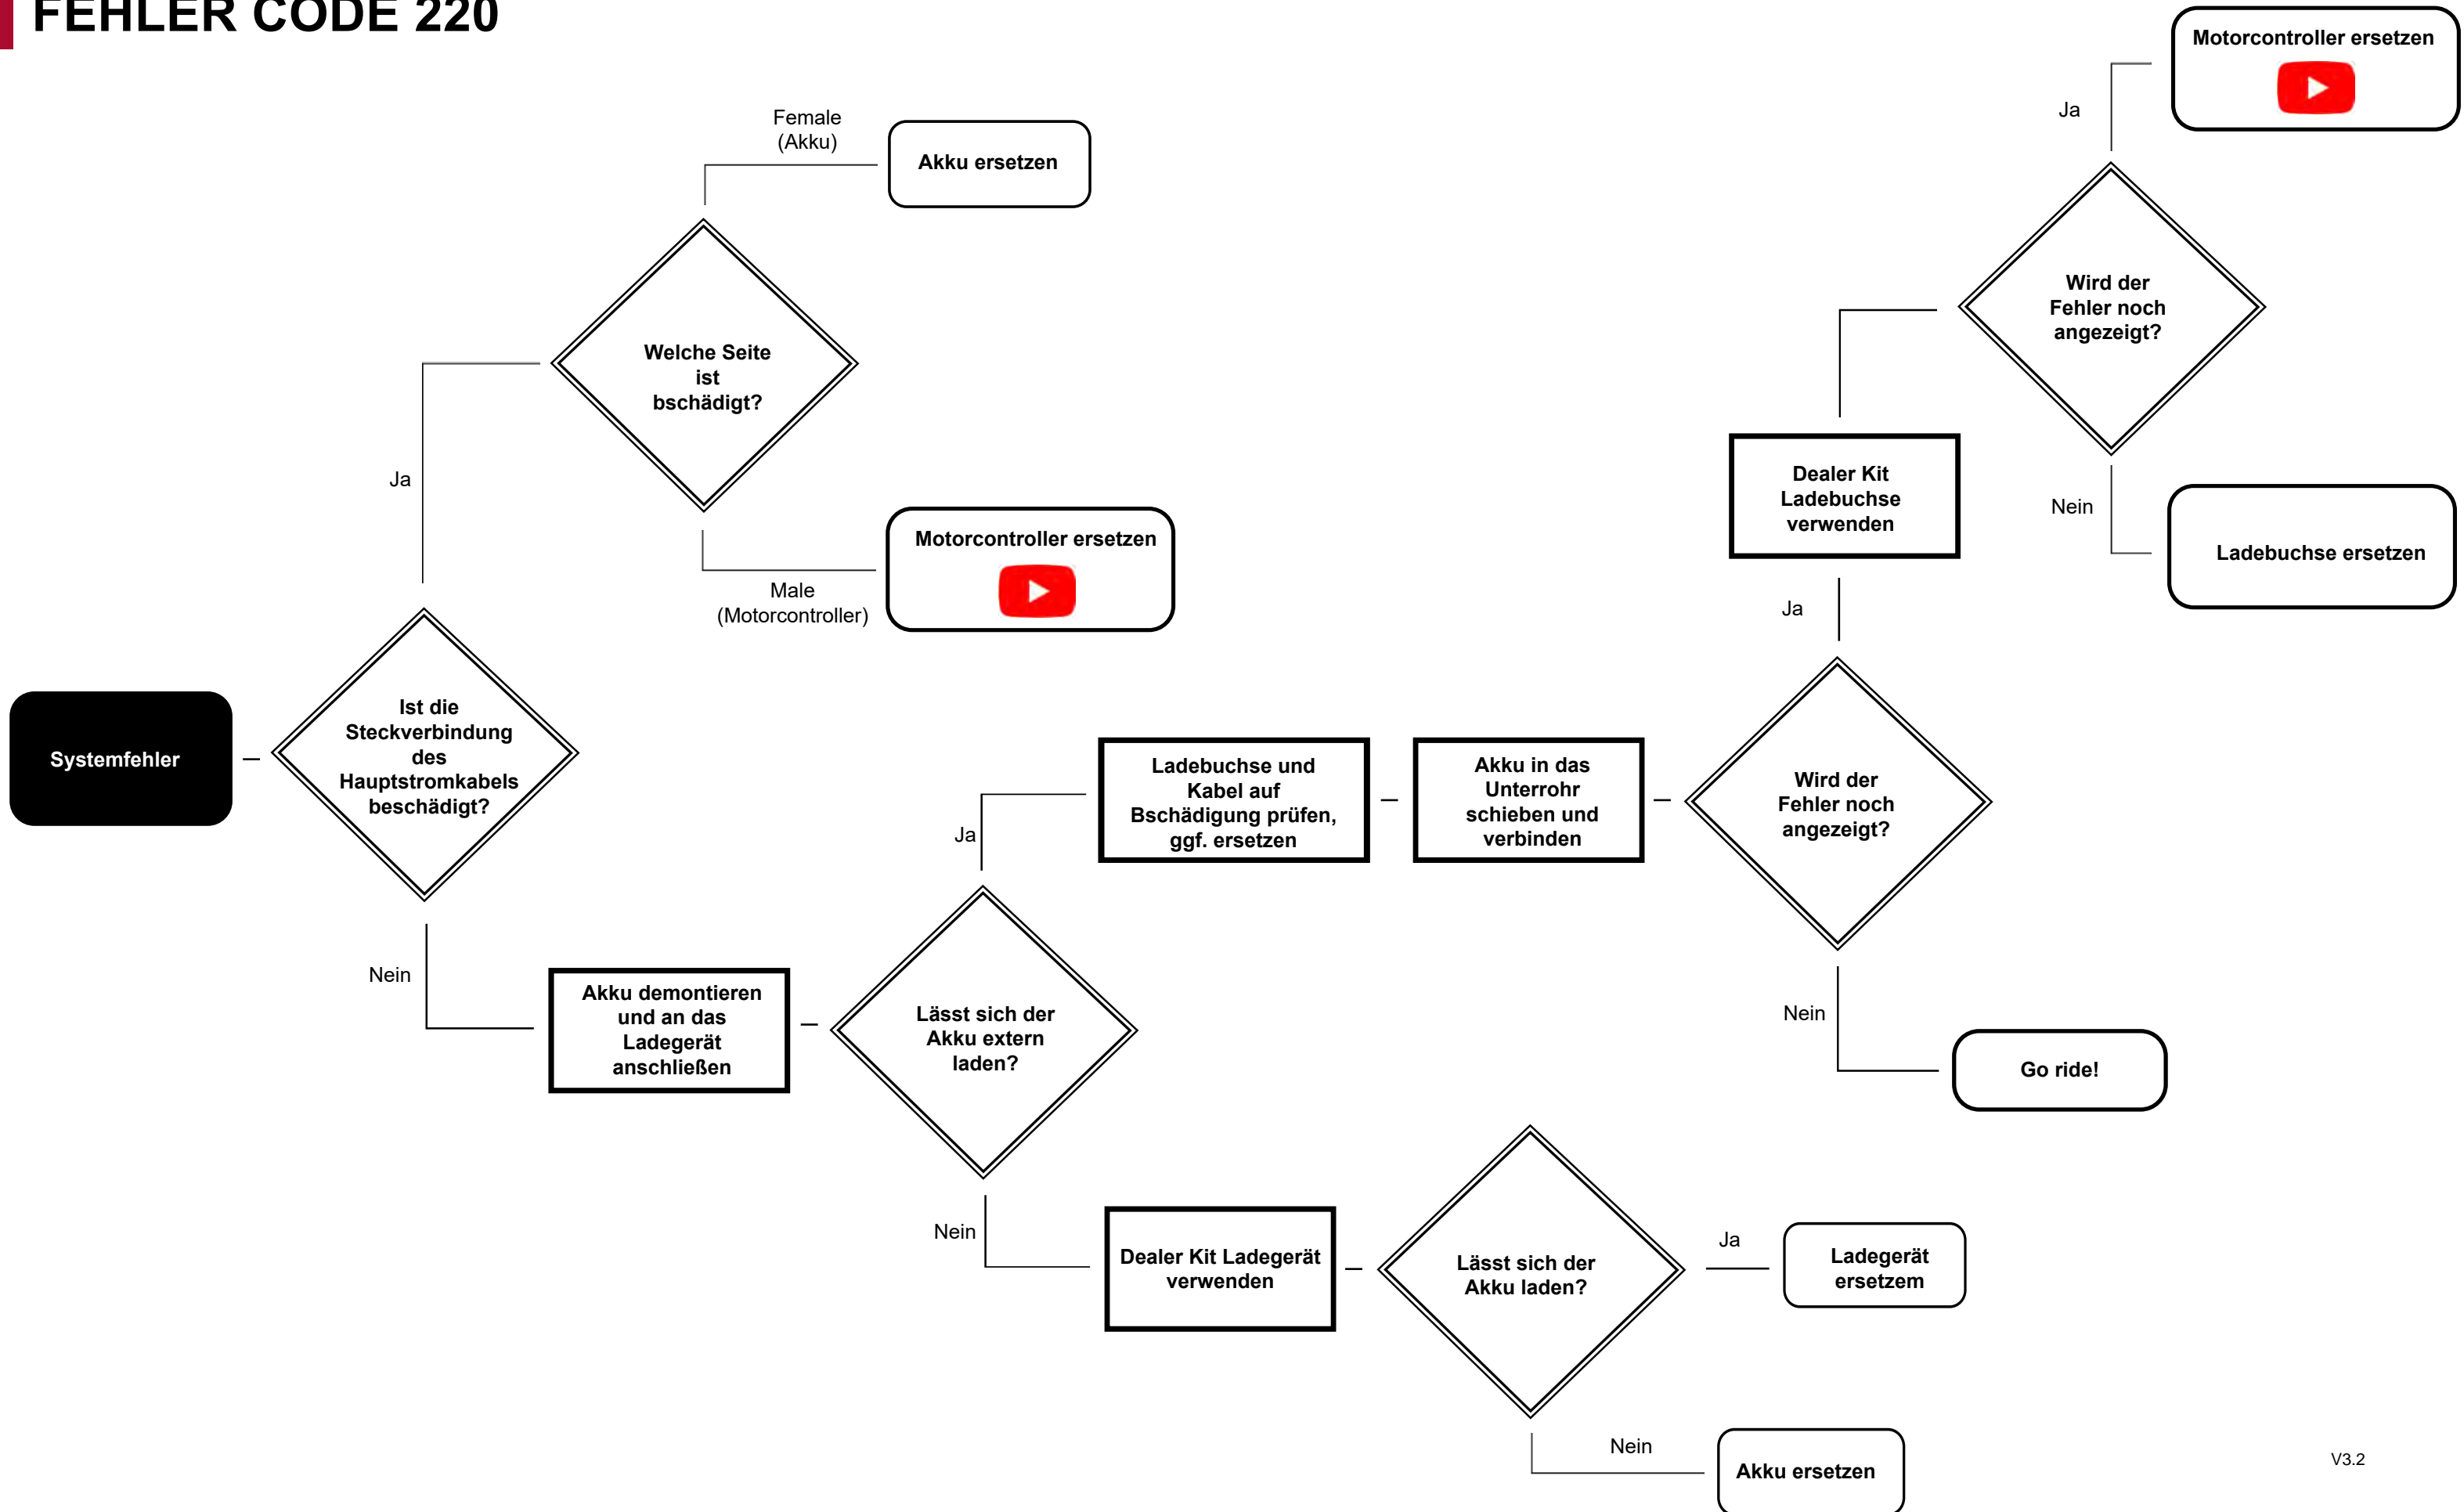 FEHLER CODE 220
Motorcontroller ersetzen
Ja
Female
(Akku)
Akku ersetzen
Wird der
Fehler noch
angezeigt?
Welche Seite
ist
bschädigt?
Ja
Dealer Kit
Ladebuchse
verwenden
Nein
Ladebuchse ersetzen
Motorcontroller ersetzen
Male
(Motorcontroller)
Ja
Systemfehler
Ist die
Steckverbindung
des
Hauptstromkabels
beschädigt?
Ladebuchse und
Kabel auf
Bschädigung prüfen,
ggf. ersetzen
Akku in das
Unterrohr
schieben und
verbinden
Wird der
Fehler noch
angezeigt?
Ja
Nein
Akku demontieren
und an das
Ladegerät
anschließen
Lässt sich der
Akku extern
laden?
Nein
Go ride!
Nein
Dealer Kit Ladegerät
verwenden
Lässt sich der
Akku laden?
Ja
Ladegerät
ersetzem
Nein
Akku ersetzen
V3.2